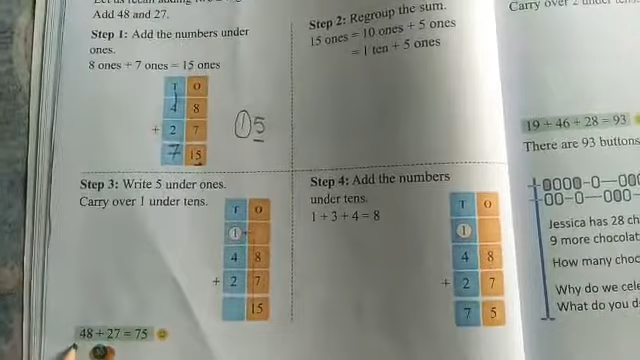 Add 48 and 27.
Step 1: Add the numbers under
ones.
8 ones + 7 ones = 15 ones
T O
1
4 8
+ 2 7
7 15
15
Step 2: Regroup the sum.
15 ones = 10 ones + 5 ones
= 1 ten + 5 ones
Step 3: Write 5 under ones.
Carry over 1 under tens.
T O
1
4 8
+ 2 7
15
48 + 27 = 75
Step 4: Add the numbers
under tens.
1 + 3 + 4 = 8
T O
1
4 8
+ 2 7
7 5
Carry over 2 under
19 + 46 + 28 = 93
There are 93 buttons
Jessica has 28 ch
9 more chocolat
How many choc
Why do we cele
What do you d